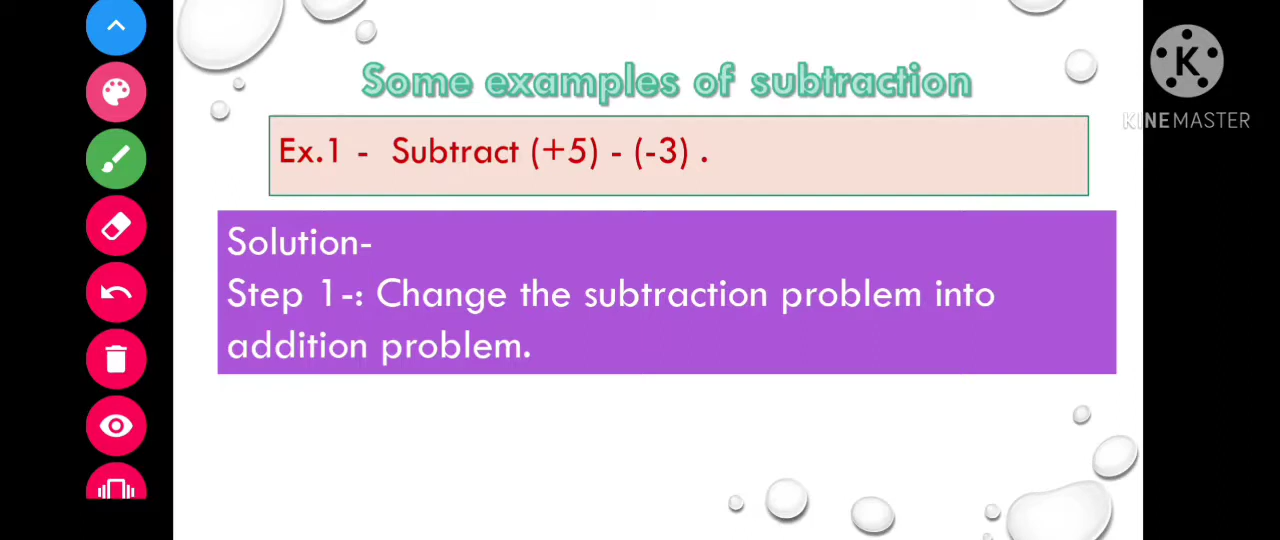 Some examples of subtraction
Ex.1 - Subtract (+5) - (-3) .
Solution-
Step 1-: Change the subtraction problem into
addition problem.
K
KINEMASTER